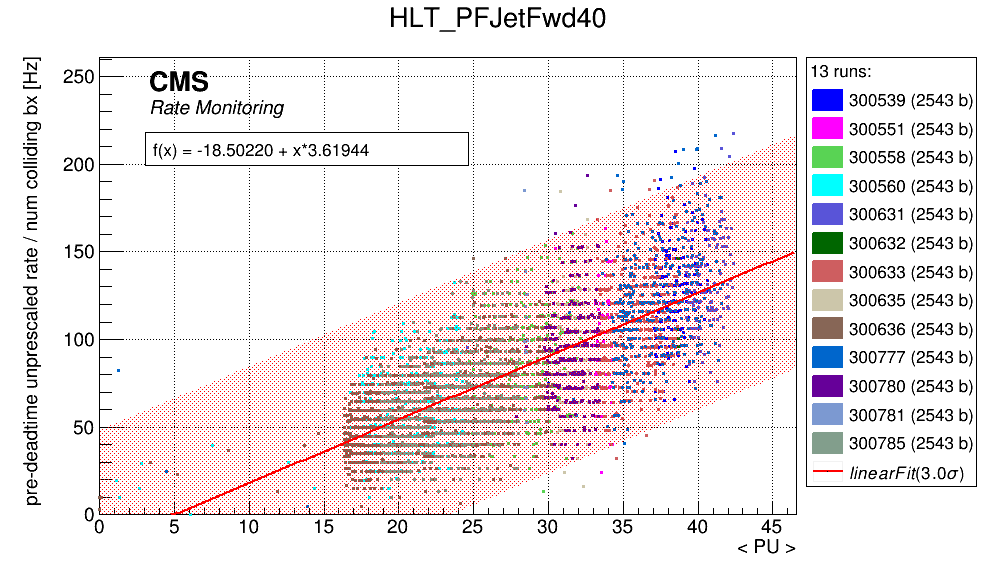 HLT_PFJetFwd40
pre-deadtime unprescaled rate / num colliding bx [Hz]
CMS
Rate Monitoring
f(x) = -18.50220 + x*3.61944
250
200
150
100
50
0
0 5 10 15 20 25 30 35 40 45
< PU >
13 runs:
300539 (2543 b)
300551 (2543 b)
300558 (2543 b)
300560 (2543 b)
300631 (2543 b)
300632 (2543 b)
300633 (2543 b)
300635 (2543 b)
300636 (2543 b)
300777 (2543 b)
300780 (2543 b)
300781 (2543 b)
300785 (2543 b)
linearFit(3.0σ)